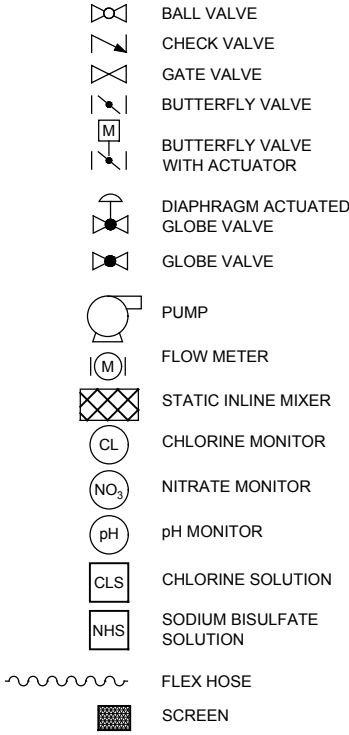 BALL VALVE
CHECK VALVE
GATE VALVE
BUTTERFLY VALVE
M
BUTTERFLY VALVE
WITH ACTUATOR
DIAPHRAGM ACTUATED
GLOBE VALVE
GLOBE VALVE
PUMP
M FLOW METER
STATIC INLINE MIXER
CL CHLORINE MONITOR
NO3 NITRATE MONITOR
pH pH MONITOR
CLS CHLORINE SOLUTION
NHS SODIUM BISULFATE
SOLUTION
FLEX HOSE
SCREEN